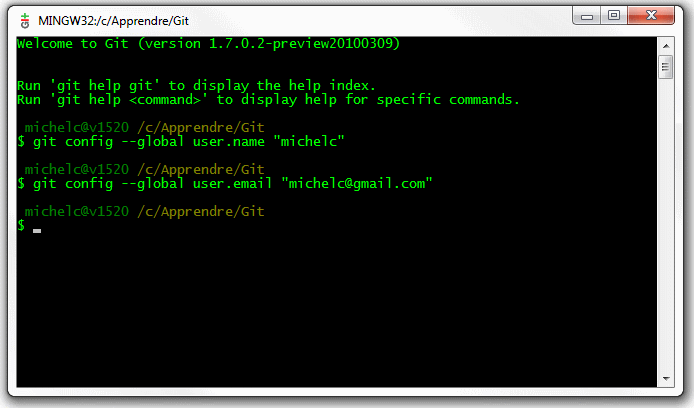 MINGW32:/c/Apprendre/Git
Welcome to Git (version 1.7.0.2-preview20100309)
Run 'git help git' to display the help index.
Run 'git help <command>' to display help for specific commands.
michelc@v1520 /c/Apprendre/Git
$ git config --global user.name "michelc"
michelc@v1520 /c/Apprendre/Git
$ git config --global user.email "michelc@gmail.com"
michelc@v1520 /c/Apprendre/Git
$